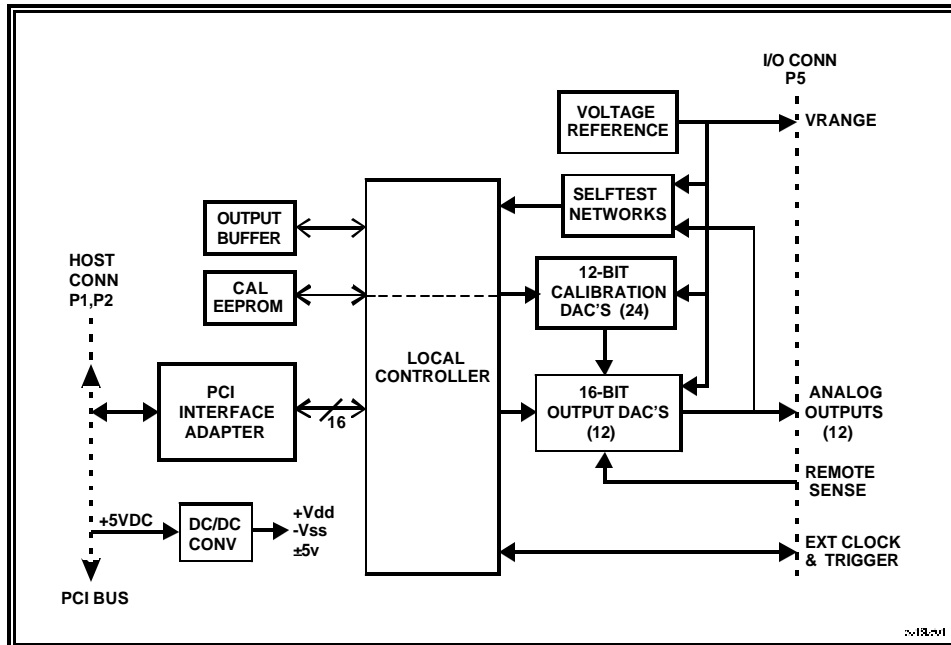 I/O CONN
P5
VOLTAGE
REFERENCE
VRANGE
SELFTEST
NETWORKS
OUTPUT
BUFFER
HOST
CONN
P1,P2
CAL
EEPROM
12-BIT
CALIBRATION
DAC'S (24)
LOCAL
CONTROLLER
PCI
INTERFACE
ADAPTER
16
16-BIT
OUTPUT DAC'S
(12)
ANALOG
OUTPUTS
(12)
REMOTE
SENSE
+5VDC
DC/DC
CONV
+Vdd
-Vss
±5v
EXT CLOCK
& TRIGGER
PCI BUS